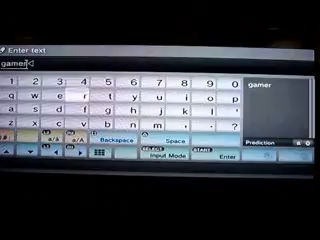 Enter text
gamer
1 2 3 4 5 6 7 8 9 0
q w e r t y u i o p gamer
a s d f g h j k l '
z x c v b n m , . ?
#: a/à a/A Backspace Space Prediction
SELECT START
Input Mode Enter